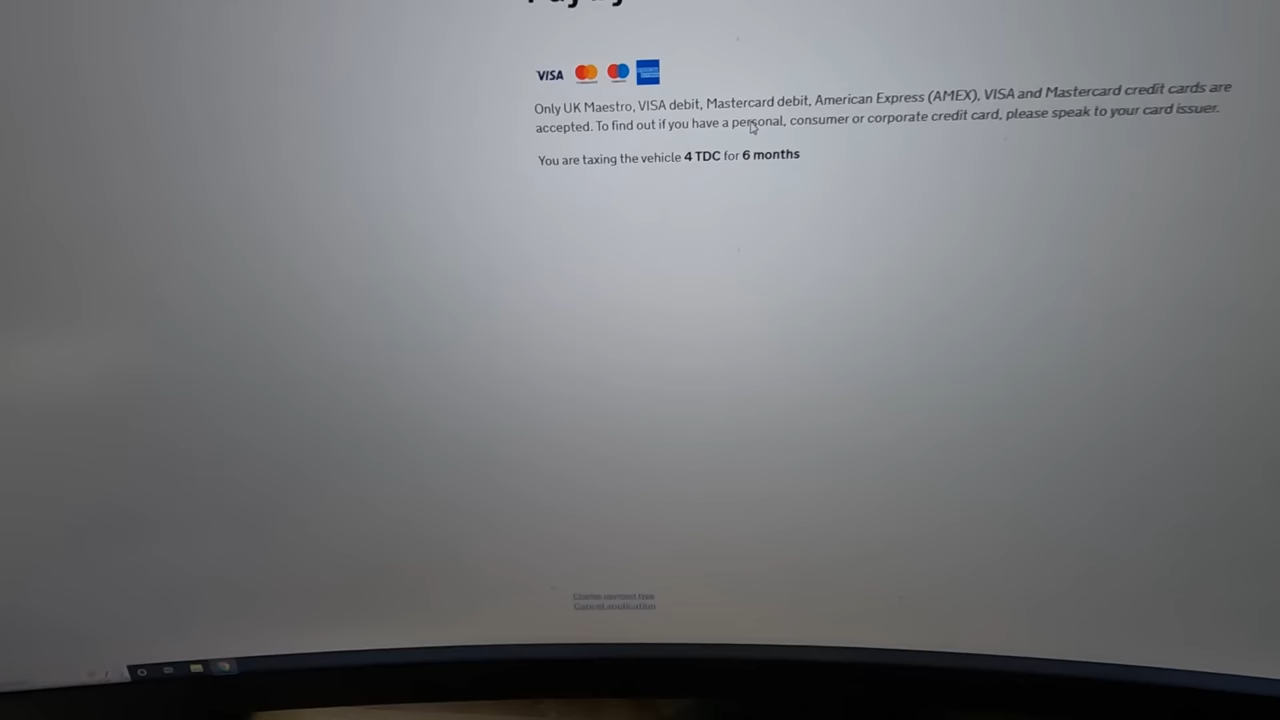 VISA
Only UK Maestro, VISA debit, Mastercard debit, American Express (AMEX), VISA and Mastercard credit cards are
accepted. To find out if you have a personal, consumer or corporate credit card, please speak to your card issuer.
You are taxing the vehicle 4 TDC for 6 months